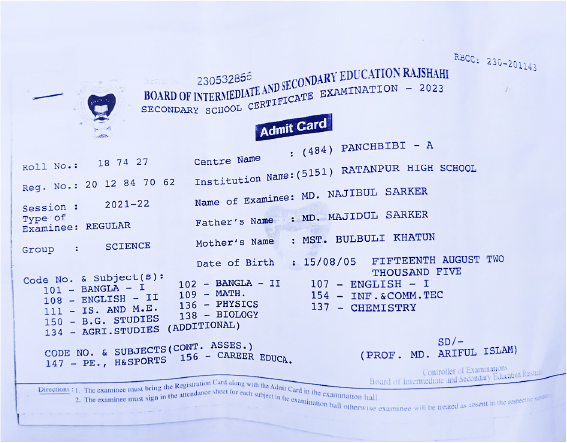 RBCC: 230-201143
230532856
BOARD OF INTERMEDIATE AND SECONDARY EDUCATION RAJSHAHI
SECONDARY SCHOOL CERTIFICATE EXAMINATION - 2023
Admit Card
Roll No.: 18 74 27 Centre Name : (484) PANCHBIBI - A
Reg. No.: 20 12 84 70 62 Institution Name:(5151) RATANPUR HIGH SCHOOL
Session : 2021-22 Name of Examinee: MD. NAJIBUL SARKER
Type of
Examinee: REGULAR Father's Name : MD. MAJIDUL SARKER
Group : SCIENCE Mother's Name : MST. BULBULI KHATUN
Date of Birth : 15/08/05 FIFTEENTH AUGUST TWO
THOUSAND FIVE
Code No. & Subject(s):
101 - BANGLA - I 102 - BANGLA - II 107 - ENGLISH - I
108 - ENGLISH - II 109 - MATH. 154 - INF.&COMM.TEC
111 - IS. AND M.E. 136 - PHYSICS 137 - CHEMISTRY
150 - B.G. STUDIES 138 - BIOLOGY
134 - AGRI.STUDIES (ADDITIONAL)
CODE NO. & SUBJECTS(CONT. ASSES.)
147 - PE., H&SPORTS 156 - CAREER EDUCA.
SD/-
(PROF. MD. ARIFUL ISLAM)
Controller of Examinations
Board of Intermediate and Secondary Education
Directions : 1. The examinee must bring the Registration Card along with the Admit Card in the examination hall.
2. The examinee must sign in the attendance sheet for each subject in the examination hall otherwise examinee will be treated as absent in the